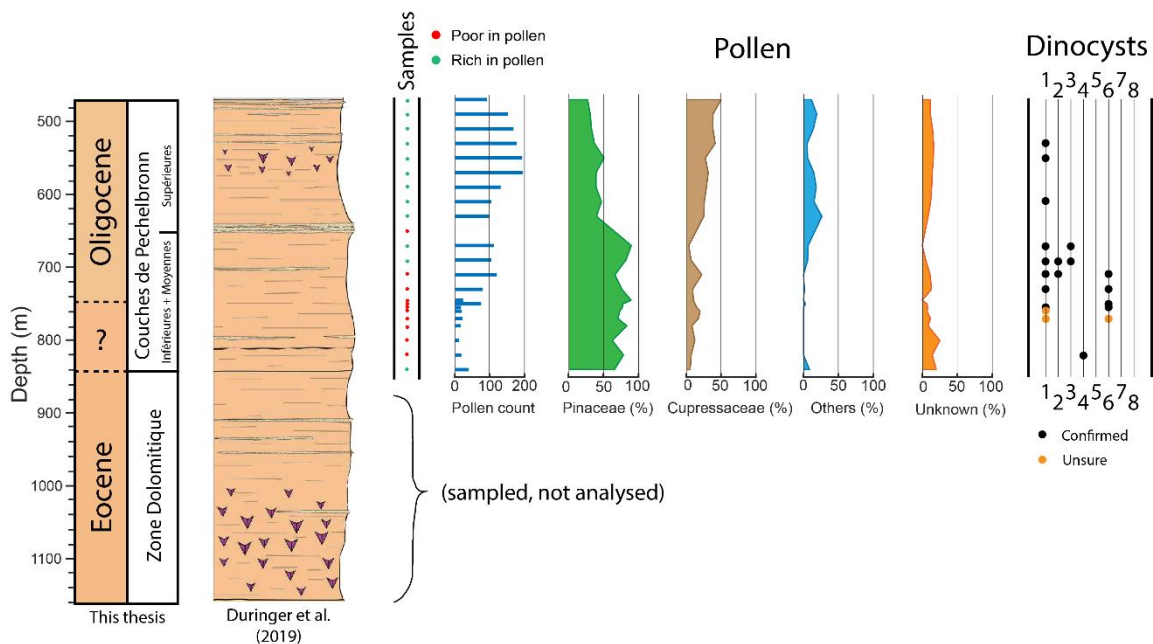 Samples
Poor in pollen
Rich in pollen
Pollen
Dinocysts
1 2 3 4 5 6 7 8
Depth (m)
500
600
700
800
900
1000
1100
Oligocene
?
Eocene
Couches de Pechelbronn
Supérieures
Inférieures + Moyennes
Zone Dolomitique
This thesis
Duringer et al.
(2019)
0 100 200
Pollen count
0 50 100
Pinaceae (%)
0 50 100
Cupressaceae (%)
0 50 100
Others (%)
0 50 100
Unknown (%)
1 2 3 4 5 6 7 8
Confirmed
Unsure
(sampled, not analysed)